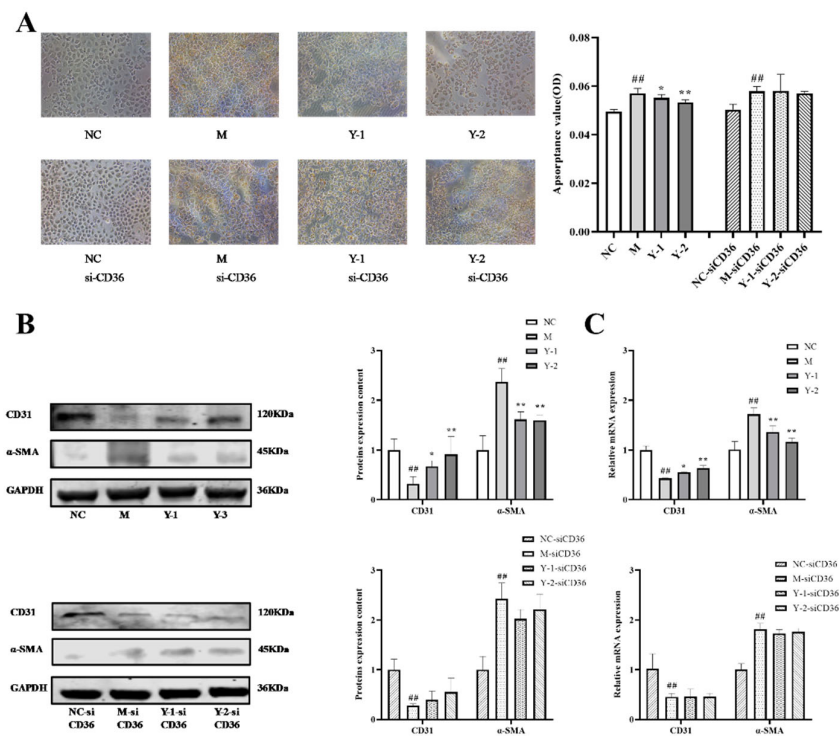 A
NC
M
Y-1
Y-2
NC
M
Y-1
Y-2
si-CD36
si-CD36
si-CD36
si-CD36
Apsorptance value(OD)
0.08
0.06
0.04
0.02
0.00
##
*
**
##
NC
M
Y-1
Y-2
NC-siCD36
M-siCD36
Y-1-siCD36
Y-2-siCD36
B
CD31
120KDa
α-SMA
45KDa
GAPDH
36KDa
NC
M
Y-1
Y-3
NC
M
Y-1
Y-2
Proteins expression content
3
2
1
0
##
*
**
##
**
**
CD31
α-SMA
C
NC
M
Y-1
Y-2
Relative mRNA expression
3
2
1
0
##
*
**
##
**
**
CD31
α-SMA
CD31
120KDa
α-SMA
45KDa
GAPDH
36KDa
NC-si
M-si
Y-1-si
Y-2-si
CD36
CD36
CD36
CD36
NC-siCD36
M-siCD36
Y-1-siCD36
Y-2-siCD36
Proteins expression content
3
2
1
0
##
##
CD31
α-SMA
NC-siCD36
M-siCD36
Y-1-siCD36
Y-2-siCD36
Relative mRNA expression
3
2
1
0
##
##
CD31
α-SMA